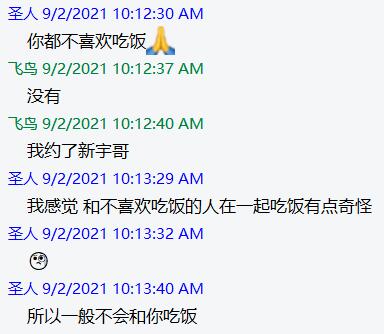 圣人 9/2/2021 10:12:30 AM
你都不喜欢吃饭🙏
飞鸟 9/2/2021 10:12:37 AM
没有
飞鸟 9/2/2021 10:12:40 AM
我约了新宇哥
圣人 9/2/2021 10:13:29 AM
我感觉 和不喜欢吃饭的人在一起吃饭有点奇怪
圣人 9/2/2021 10:13:32 AM
圣人 9/2/2021 10:13:40 AM
所以一般不会和你吃饭